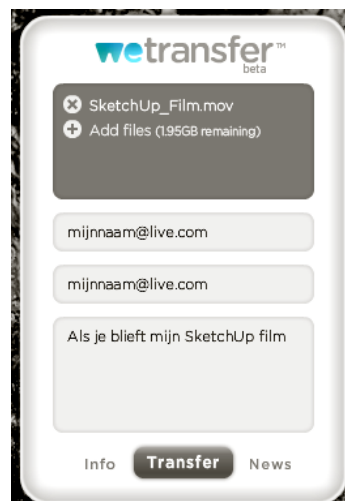 wetransfer™
beta
SketchUp_Film.mov
Add files (1.95GB remaining)
mijnnaam@live.com
mijnnaam@live.com
Als je blieft mijn SketchUp film
Info Transfer News